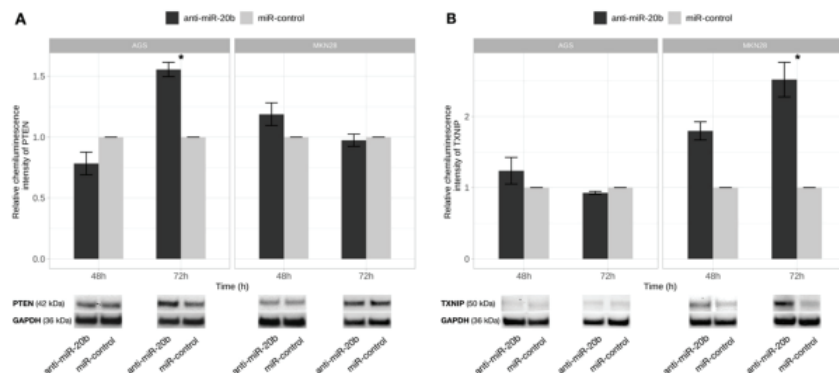 A
anti-miR-20b miR-control
AGS MKN28
Relative chemiluminescence
intensity of PTEN
1.5
1.0
0.5
0.0
*
48h 72h 48h 72h
Time (h)
PTEN (42 kDa)
GAPDH (36 kDa)
anti-miR-20b miR-control anti-miR-20b miR-control anti-miR-20b miR-control anti-miR-20b miR-control
B
anti-miR-20b miR-control
AGS MKN28
Relative chemiluminescence
intensity of TXNIP
2
1
0
*
48h 72h 48h 72h
Time (h)
TXNIP (50 kDa)
GAPDH (36 kDa)
anti-miR-20b miR-control anti-miR-20b miR-control anti-miR-20b miR-control anti-miR-20b miR-control